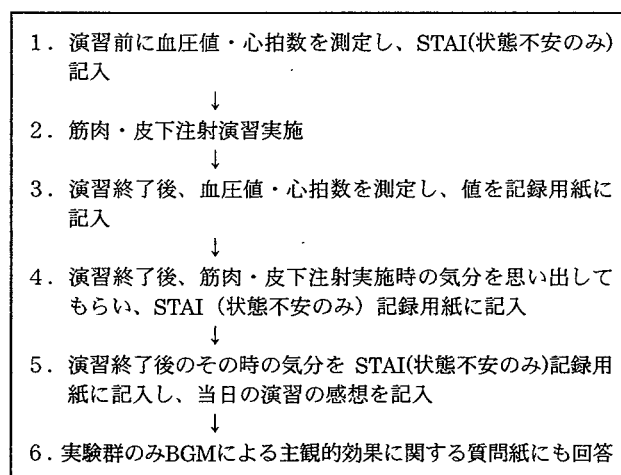 1．演習前に血圧値・心拍数を測定し、STAI(状態不安のみ)
記入
↓
2．筋肉・皮下注射演習実施
↓
3．演習終了後、血圧値・心拍数を測定し、値を記録用紙に
記入
↓
4．演習終了後、筋肉・皮下注射実施時の気分を思い出して
もらい、STAI（状態不安のみ）記録用紙に記入
↓
5．演習終了後のその時の気分を STAI(状態不安のみ)記録用
紙に記入し、当日の演習の感想を記入
↓
6．実験群のみBGMによる主観的効果に関する質問紙にも回答